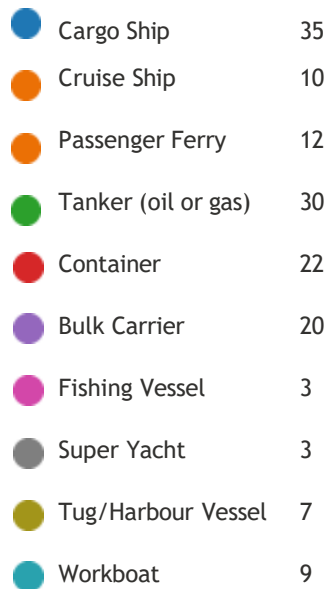 Cargo Ship 35
Cruise Ship 10
Passenger Ferry 12
Tanker (oil or gas) 30
Container 22
Bulk Carrier 20
Fishing Vessel 3
Super Yacht 3
Tug/Harbour Vessel 7
Workboat 9